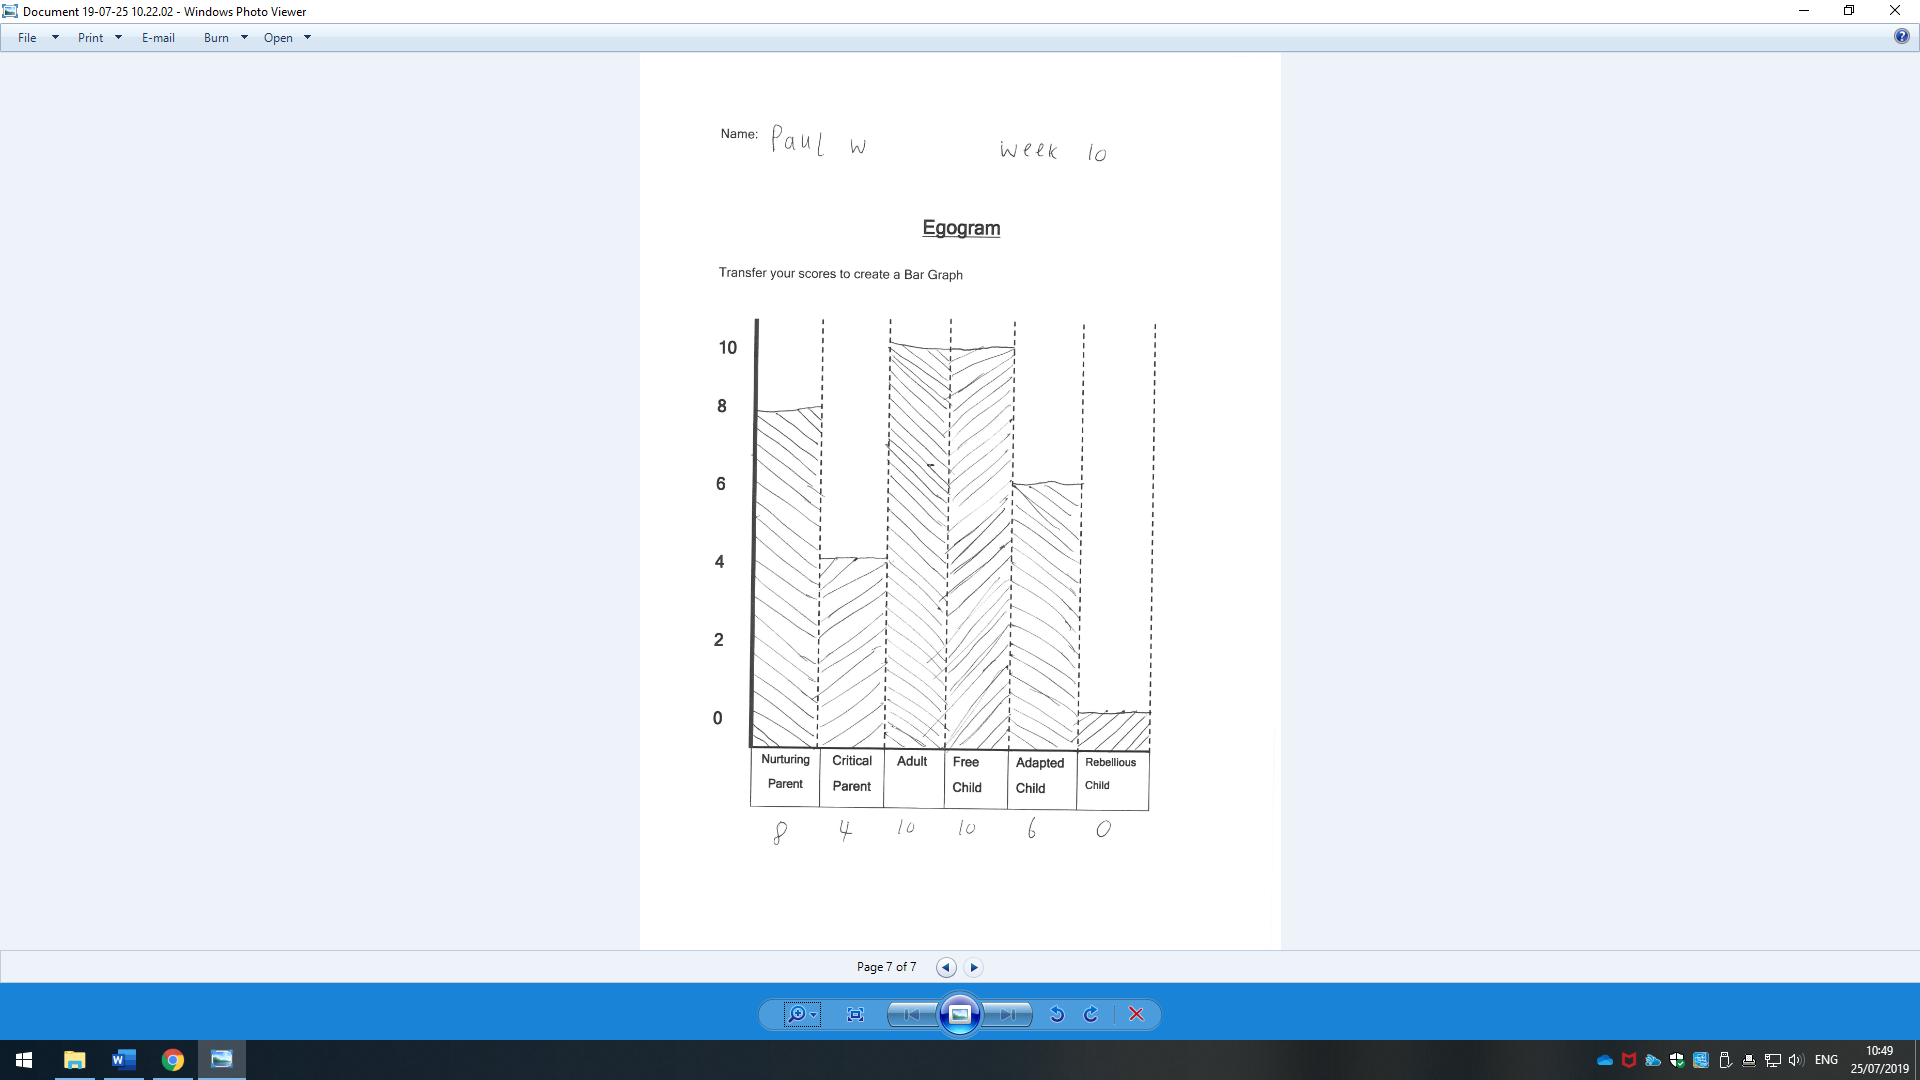 Document 19-07-25 10.22.02 - Windows Photo Viewer
File Print E-mail Burn Open
Name: Paul W week 10
Egogram
Transfer your scores to create a Bar Graph
10
8
6
4
2
0
Nurturing Parent
Critical Parent
Adult
Free Child
Adapted Child
Rebellious Child
8 4 10 10 6 0
Page 7 of 7
ENG
10:49
25/07/2019